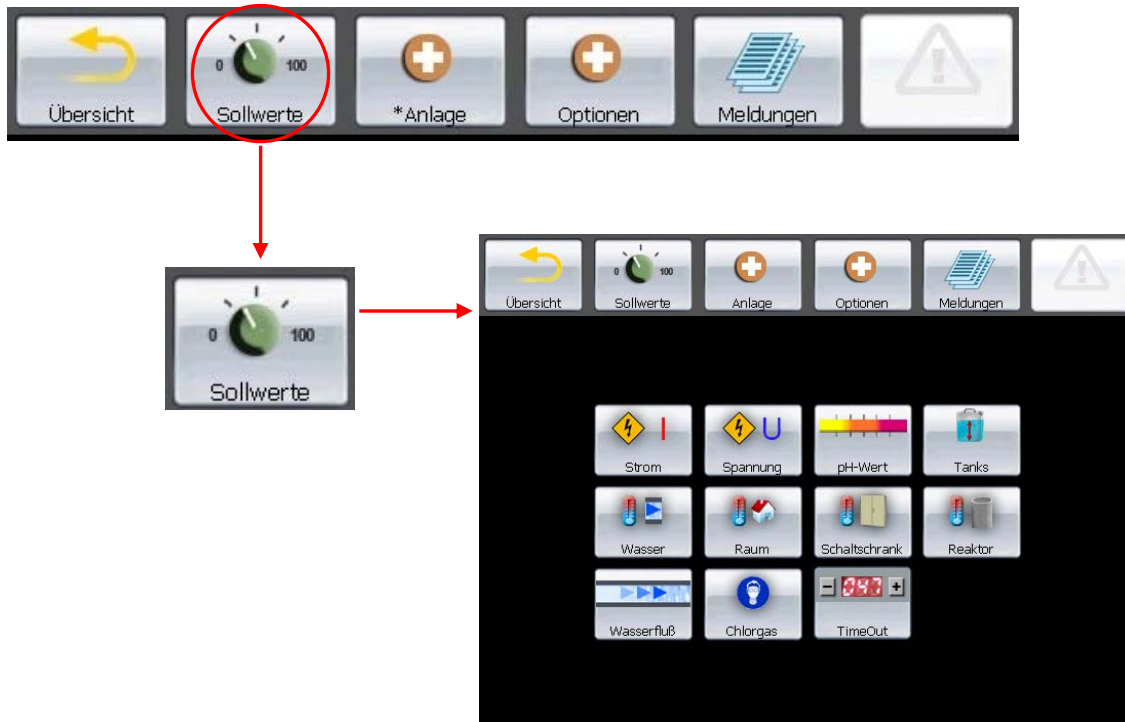 0 100
Übersicht Sollwerte *Anlage Optionen Meldungen
0 100
Sollwerte
0 100
Übersicht Sollwerte Anlage Optionen Meldungen
I U
Strom Spannung pH-Wert Tanks
Wasser Raum Schaltschrank Reaktor
- +
Wasserfluß Chlorgas TimeOut